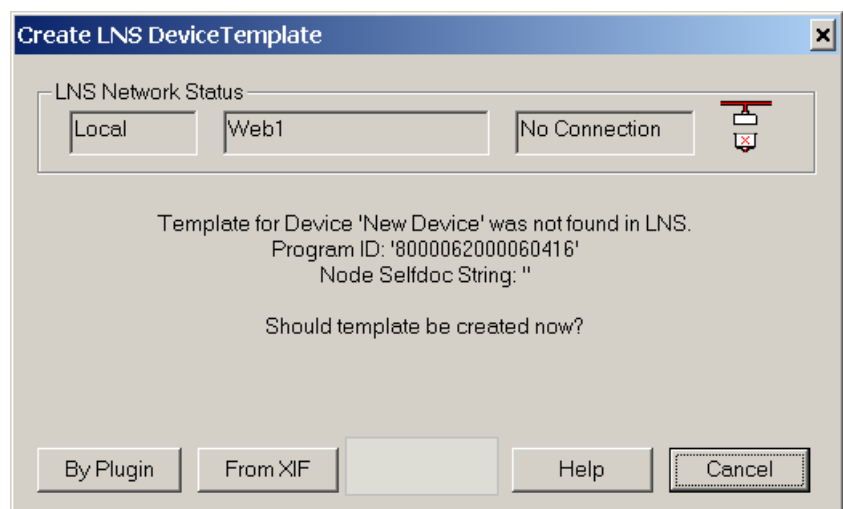 Create LNS DeviceTemplate
LNS Network Status
Local Web1 No Connection
Template for Device 'New Device' was not found in LNS.
Program ID: '8000062000060416'
Node Selfdoc String: ''
Should template be created now?
By Plugin From XIF Help Cancel